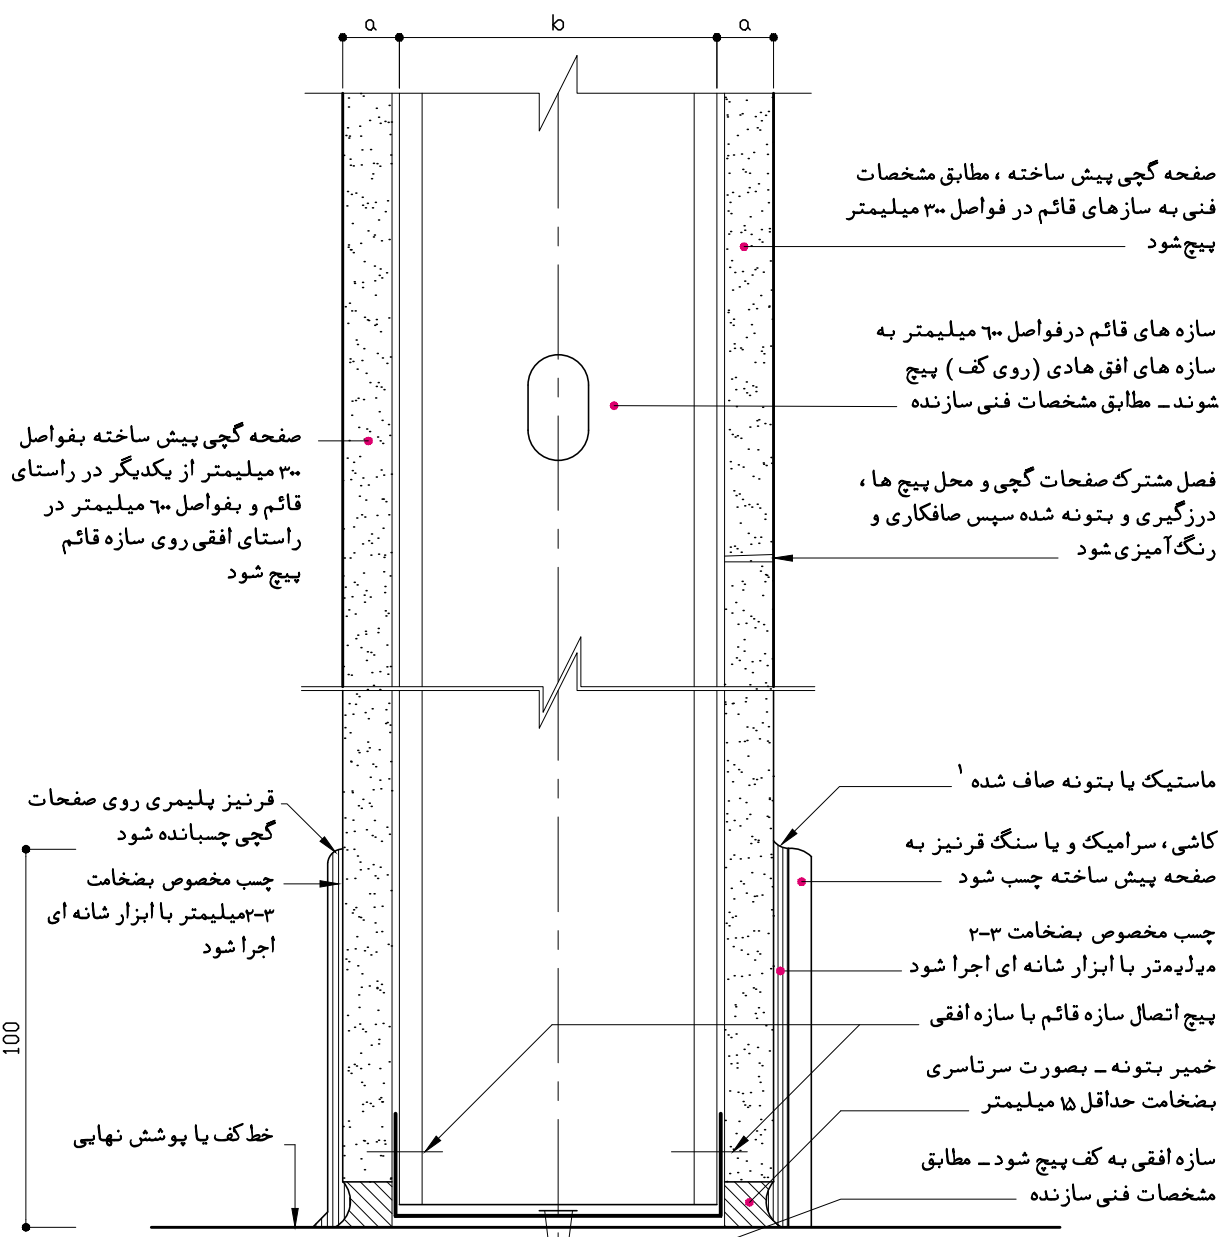 a
b
a
صفحه گچی پیش ساخته ، مطابق مشخصات
فنی به سازهای قائم در فواصل ۳۰۰ میلیمتر
پیچ شود
سازه های قائم درفواصل ۶۰۰ میلیمتر به
سازه های افق هادی (روی کف ) پیچ
شوند ـ مطابق مشخصات فنی سازنده
صفحه گچی پیش ساخته بفواصل
۳۰۰ میلیمتر از یکدیگر در راستای
قائم و بفواصل ۶۰۰ میلیمتر در
راستای افقی روی سازه قائم
پیچ شود
فصل مشترک صفحات گچی و محل پیچ ها ،
درزگیری و بتونه شده سپس صافکاری و
رنگ آمیزی شود
ماستیک یا بتونه صاف شده ۱
قرنیز پلیمری روی صفحات
گچی چسبانده شود
کاشی ، سرامیک و یا سنگ قرنیز به
صفحه پیش ساخته چسب شود
چسب مخصوص بضخامت
۲-۳میلیمتر با ابزار شانه ای
اجرا شود
چسب مخصوص بضخامت ۲-۳
میلیمتر با ابزار شانه ای اجرا شود
پیچ اتصال سازه قائم با سازه افقی
100
خمیر بتونه ـ بصورت سرتاسری
بضخامت حداقل ۱۵ میلیمتر
خط کف یا پوشش نهایی
سازه افقی به کف پیچ شود ـ مطابق
مشخصات فنی سازنده